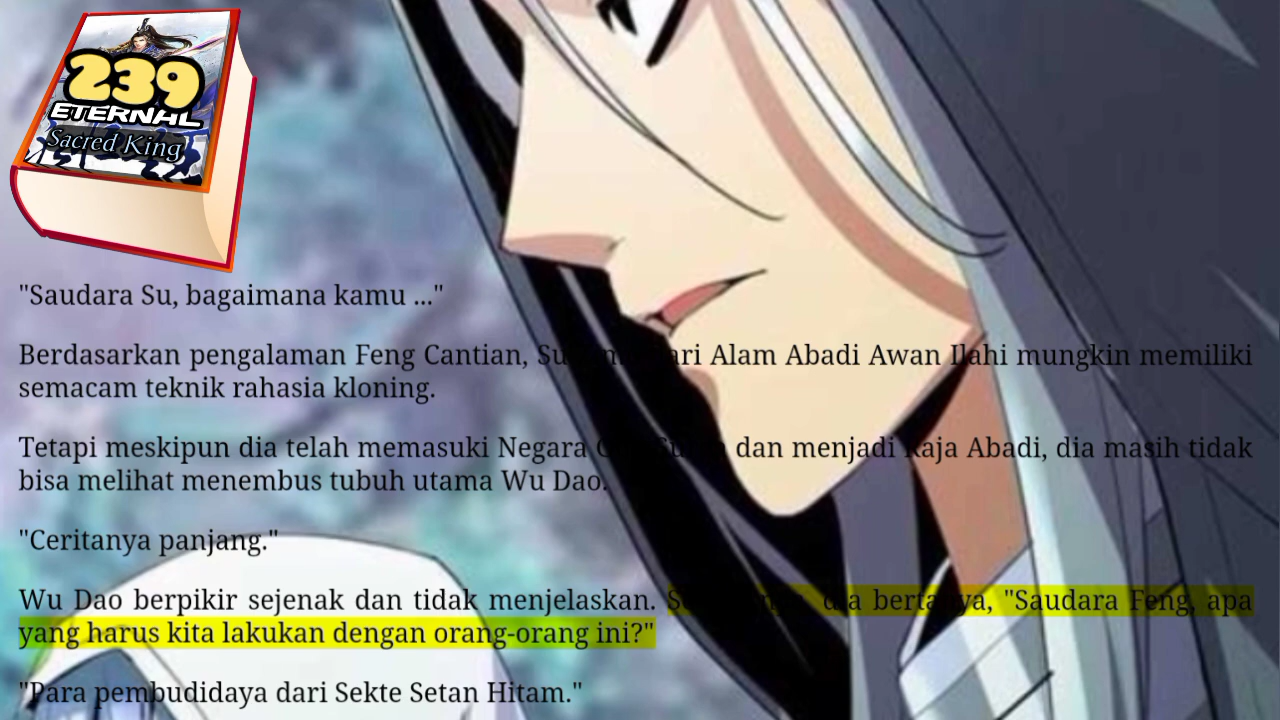 239
ETERNAL
Sacred King
"Saudara Su, bagaimana kamu ..."
Berdasarkan pengalaman Feng Cantian, dari Alam Abadi Awan Ilahi mungkin memiliki
semacam teknik rahasia kloning.
Tetapi meskipun dia telah memasuki Negara dan menjadi Raja Abadi, dia masih tidak
bisa melihat menembus tubuh utama Wu Dao.
"Ceritanya panjang."
Wu Dao berpikir sejenak dan tidak menjelaskan. dia bertanya, "Saudara Feng, apa
yang harus kita lakukan dengan orang-orang ini?"
"Para pembudidaya dari Sekte Setan Hitam."